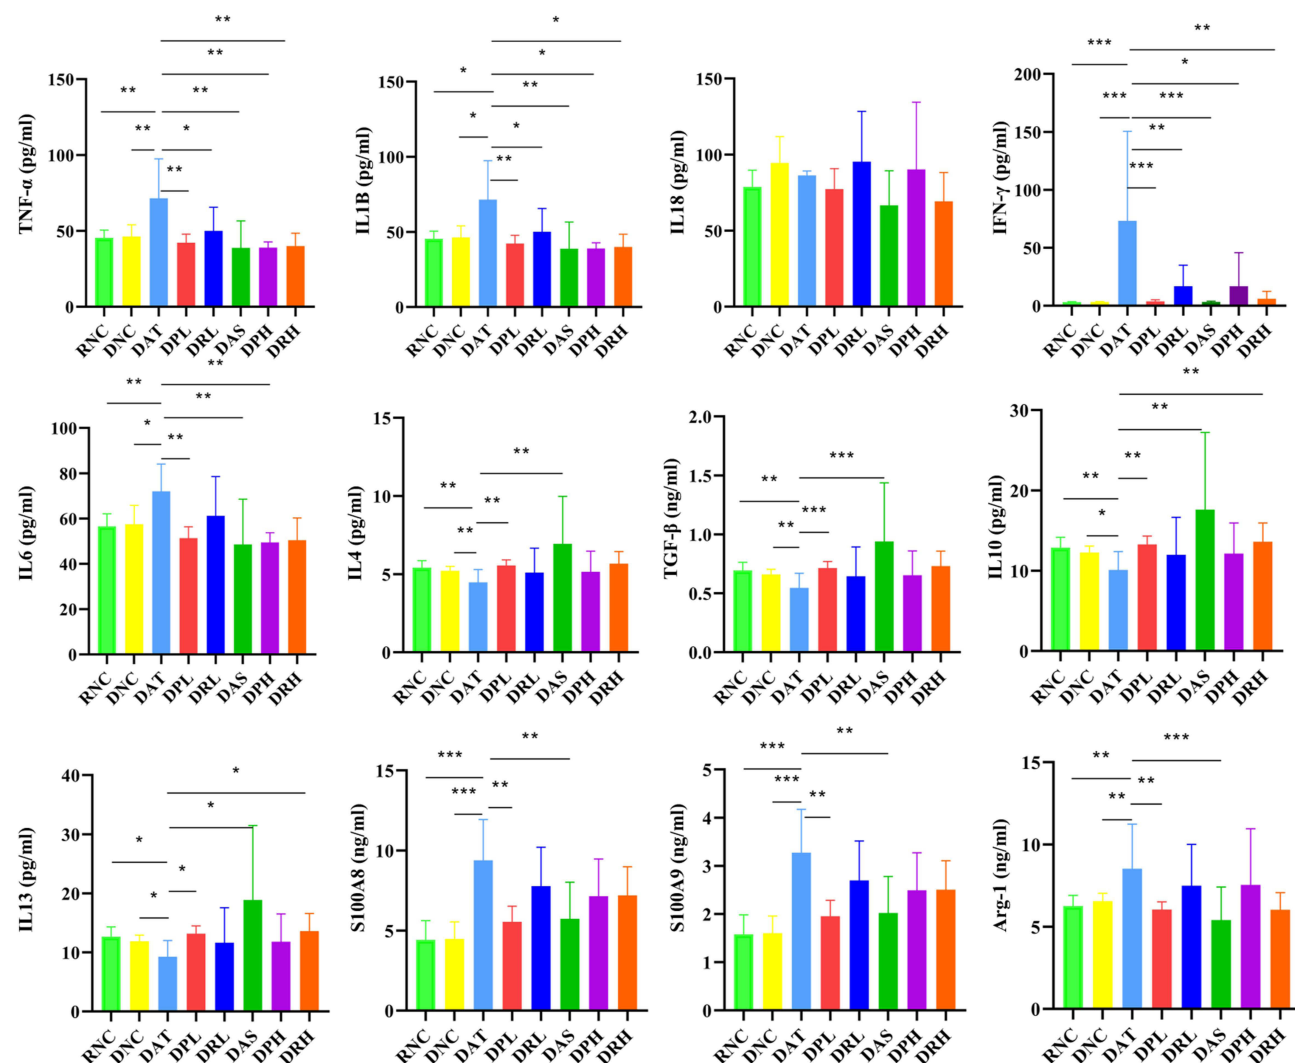 **
**
**
**
**
*
**
TNF-α (pg/ml)
150
100
50
0
RNC
DNC
DAT
DPL
DRL
DAS
DPH
DRH
*
*
*
**
*
*
**
IL1B (pg/ml)
150
100
50
0
RNC
DNC
DAT
DPL
DRL
DAS
DPH
DRH
IL18 (pg/ml)
150
100
50
0
RNC
DNC
DAT
DPL
DRL
DAS
DPH
DRH
**
***
*
***
***
**
***
IFN-γ (pg/ml)
200
150
100
50
0
RNC
DNC
DAT
DPL
DRL
DAS
DPH
DRH
**
**
**
*
**
IL6 (pg/ml)
100
80
60
40
20
0
RNC
DNC
DAT
DPL
DRL
DAS
DPH
DRH
**
**
**
**
IL4 (pg/ml)
15
10
5
0
RNC
DNC
DAT
DPL
DRL
DAS
DPH
DRH
***
**
***
**
TGF-β (ng/ml)
2.0
1.5
1.0
0.5
0.0
RNC
DNC
DAT
DPL
DRL
DAS
DPH
DRH
**
**
**
**
*
IL10 (pg/ml)
30
20
10
0
RNC
DNC
DAT
DPL
DRL
DAS
DPH
DRH
*
*
*
*
*
IL13 (pg/ml)
40
30
20
10
0
RNC
DNC
DAT
DPL
DRL
DAS
DPH
DRH
**
***
**
***
S100A8 (ng/ml)
15
10
5
0
RNC
DNC
DAT
DPL
DRL
DAS
DPH
DRH
**
***
***
**
S100A9 (ng/ml)
5
4
3
2
1
0
RNC
DNC
DAT
DPL
DRL
DAS
DPH
DRH
***
**
**
**
Arg-1 (ng/ml)
15
10
5
0
RNC
DNC
DAT
DPL
DRL
DAS
DPH
DRH